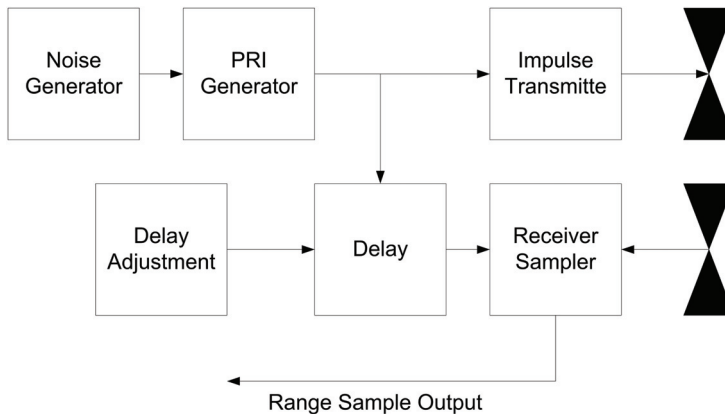 Noise
Generator
PRI
Generator
Impulse
Transmitte
Delay
Adjustment
Delay
Receiver
Sampler
Range Sample Output